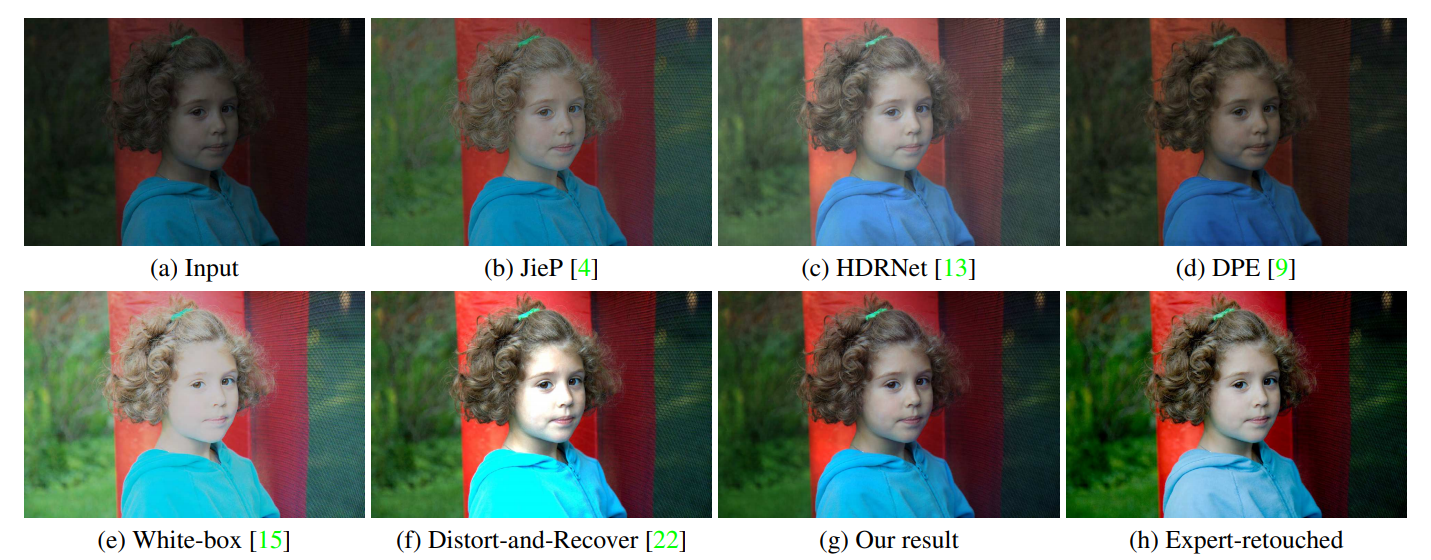 (a) Input
(b) JieP [4]
(c) HDRNet [13]
(d) DPE [9]
(e) White-box [15]
(f) Distort-and-Recover [22]
(g) Our result
(h) Expert-retouched